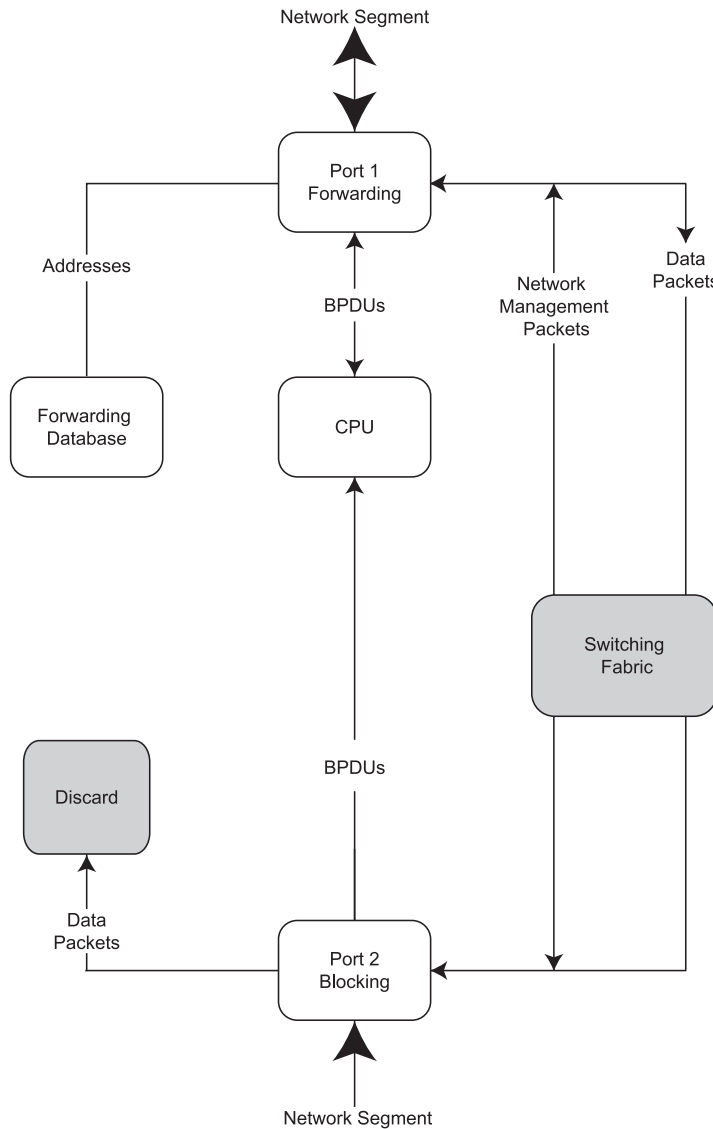 Network Segment
Port 1
Forwarding
Addresses
BPDUs
Network
Management
Packets
Data
Packets
Forwarding
Database
CPU
Switching
Fabric
Discard
BPDUs
Data
Packets
Port 2
Blocking
Network Segment